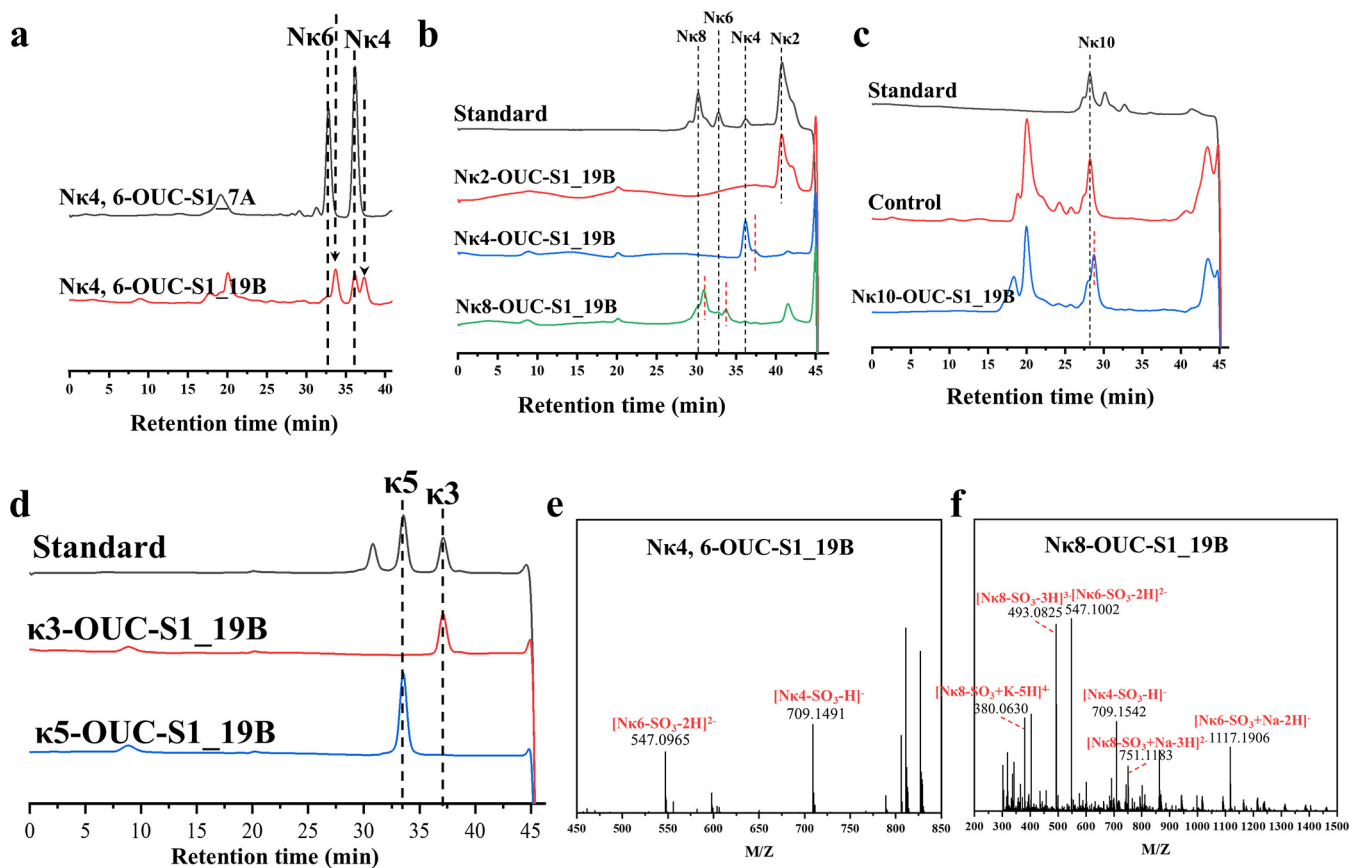 a
Nκ6
Nκ4
Nκ4, 6-OUC-S1_7A
Nκ4, 6-OUC-S1_19B
0 5 10 15 20 25 30 35 40
Retention time (min)
b
Nκ6
Nκ8
Nκ4
Nκ2
Standard
Nκ2-OUC-S1_19B
Nκ4-OUC-S1_19B
Nκ8-OUC-S1_19B
0 5 10 15 20 25 30 35 40 45
Retention time (min)
c
Nκ10
Standard
Control
Nκ10-OUC-S1_19B
0 5 10 15 20 25 30 35 40 45
Retention time (min)
d
κ5
κ3
Standard
κ3-OUC-S1_19B
κ5-OUC-S1_19B
0 5 10 15 20 25 30 35 40 45
Retention time (min)
e
Nκ4, 6-OUC-S1_19B
[Nκ4-SO₃-H]⁻
709.1491
[Nκ6-SO₃-2H]²⁻
547.0965
450 500 550 600 650 700 750 800 850
M/Z
f
Nκ8-OUC-S1_19B
[Nκ8-SO₃-3H]³⁻ [Nκ6-SO₃-2H]²⁻
493.0825 547.1002
[Nκ8-SO₃+K-5H]⁴⁻
380.0630
[Nκ4-SO₃-H]⁻
709.1542
[Nκ6-SO₃+Na-2H]⁻
1117.1906
[Nκ8-SO₃+Na-3H]²⁻
751.1183
200 300 400 500 600 700 800 900 1000 1100 1200 1300 1400 1500
M/Z